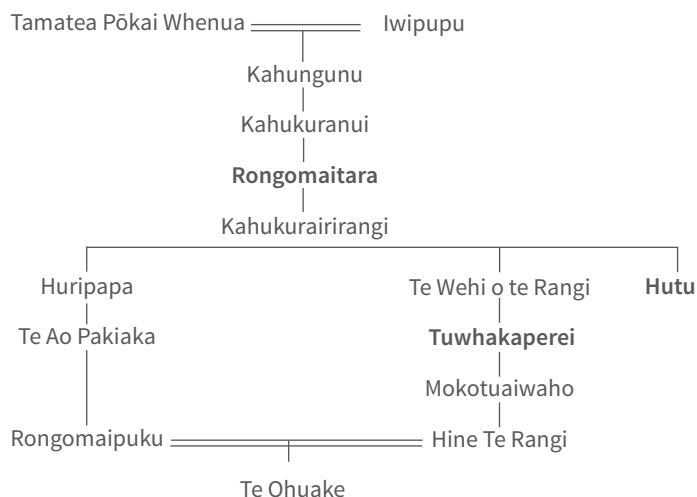 Tamatea Pōkai Whenua Iwipupu
Kahungunu
Kahukuranui
Rongomaitara
Kahukurairirangi
Huripapa Te Wehi o te Rangi Hutu
Te Ao Pakiaka Tuwhakaperei
Mokotuaiwaho
Rongomaipuku Hine Te Rangi
Te Ohuake